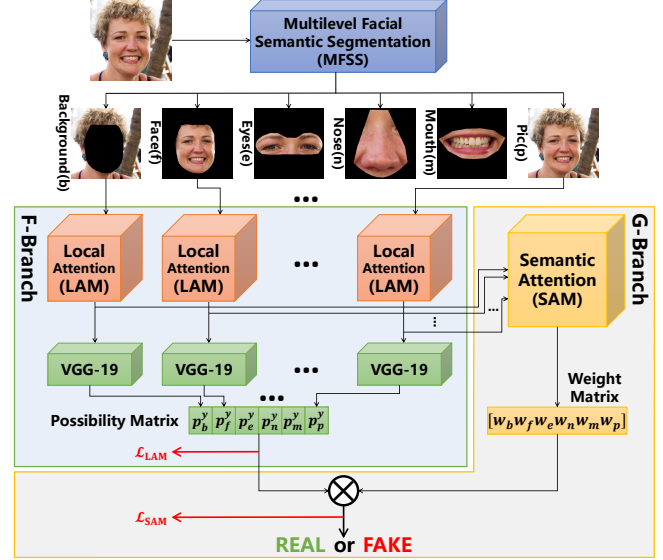 Multilevel Facial
Semantic Segmentation
(MFSS)
Background(b)
Face(f)
Eyes(e)
Nose(n)
Mouth(m)
Pic(p)
...
F-Branch
G-Branch
Local
Attention
(LAM)
Local
Attention
(LAM)
...
Local
Attention
(LAM)
Semantic
Attention
(SAM)
...
...
VGG-19
VGG-19
...
VGG-19
...
Weight
Matrix
Possibility Matrix
p_b^y p_f^y p_e^y p_n^y p_m^y p_p^y
[w_b w_f w_e w_n w_m w_p]
ℒ_LAM
ℒ_SAM
REAL or FAKE